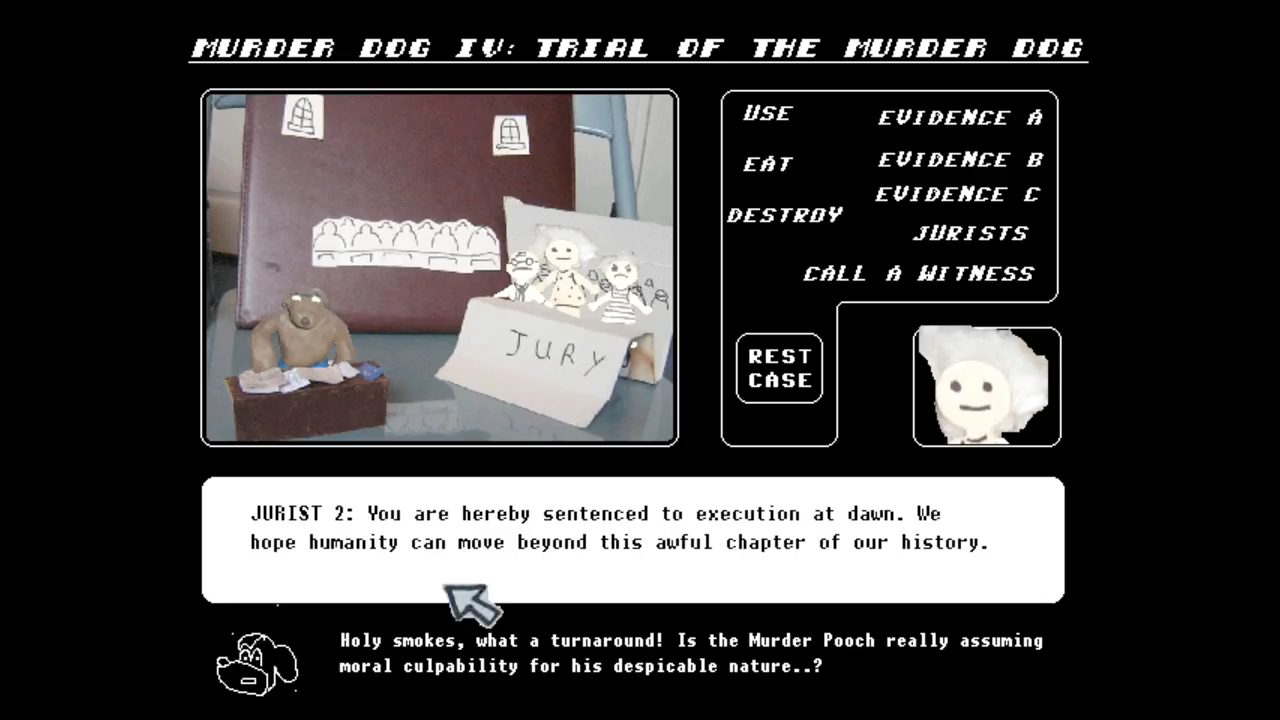 MURDER DOG IV: TRIAL OF THE MURDER DOG
JURY
USE
EAT
DESTROY
EVIDENCE A
EVIDENCE B
EVIDENCE C
JURISTS
CALL A WITNESS
REST
CASE
JURIST 2: You are hereby sentenced to execution at dawn. We
hope humanity can move beyond this awful chapter of our history.
Holy smokes, what a turnaround! Is the Murder Pooch really assuming
moral culpability for his despicable nature..?